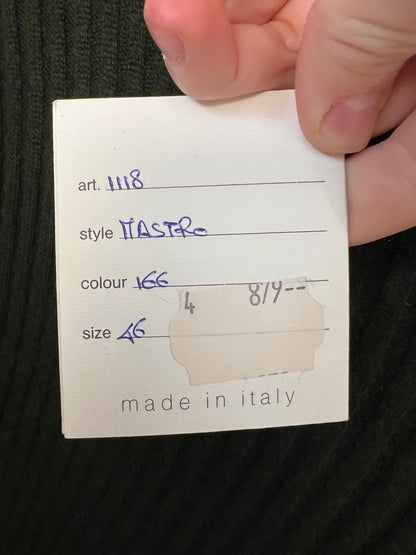 art. 1118
style MASTRO
colour 166
4 8/9--
size 46
made in italy